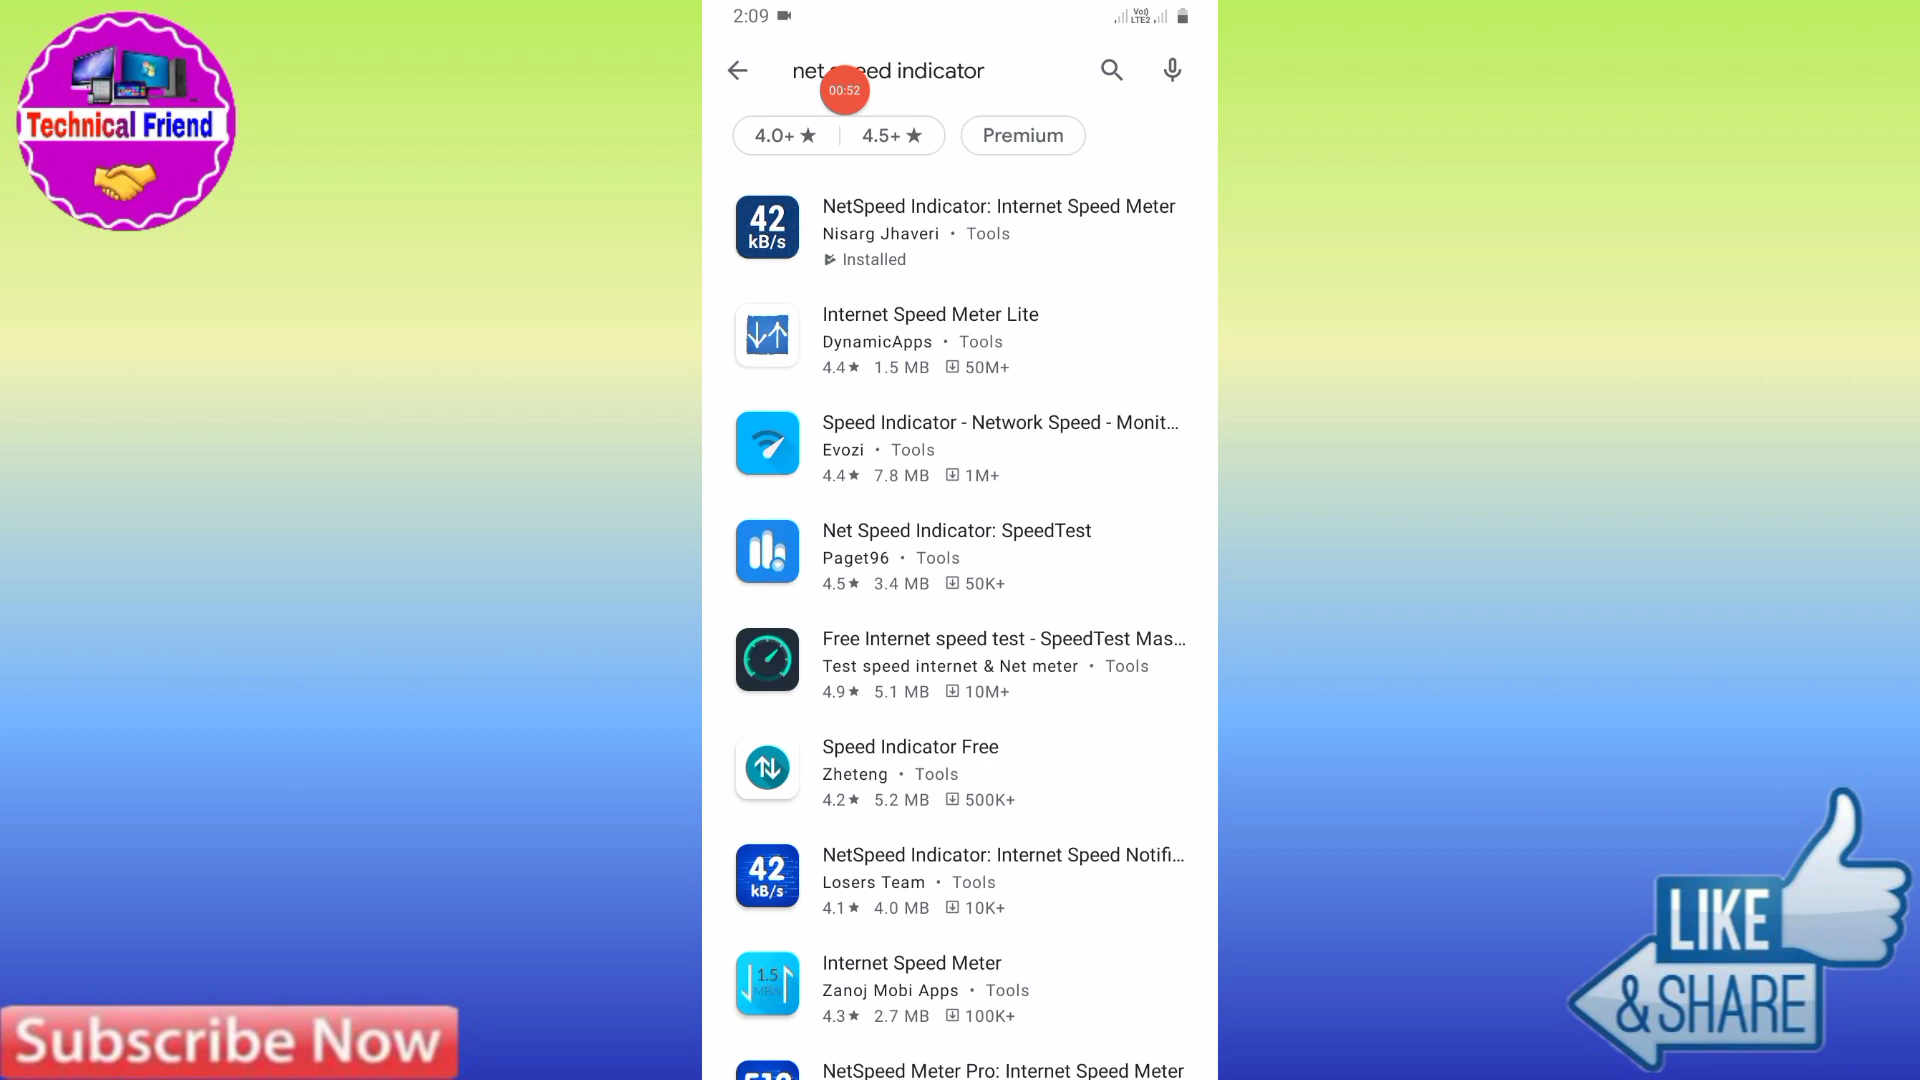 Technical Friend
2:09
Vo)
LTE2
net eed indicator
00:52
4.0+ ★
4.5+ ★
Premium
42
kB/s
NetSpeed Indicator: Internet Speed Meter
Nisarg Jhaveri • Tools
Installed
Internet Speed Meter Lite
DynamicApps • Tools
4.4★ 1.5 MB 50M+
Speed Indicator - Network Speed - Monit...
Evozi • Tools
4.4★ 7.8 MB 1M+
Net Speed Indicator: SpeedTest
Paget96 • Tools
4.5★ 3.4 MB 50K+
Free Internet speed test - SpeedTest Mas...
Test speed internet & Net meter • Tools
4.9★ 5.1 MB 10M+
Speed Indicator Free
Zheteng • Tools
4.2★ 5.2 MB 500K+
42
kB/s
NetSpeed Indicator: Internet Speed Notifi...
Losers Team • Tools
4.1★ 4.0 MB 10K+
1.5
MB/s
Internet Speed Meter
Zanoj Mobi Apps • Tools
4.3★ 2.7 MB 100K+
NetSpeed Meter Pro: Internet Speed Meter
Subscribe Now
LIKE
& SHARE